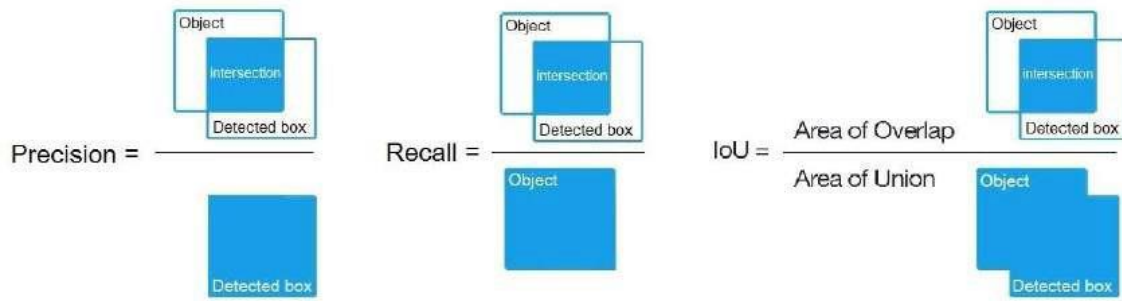 Precision =
Object
intersection
Detected box
Detected box
Recall =
Object
intersection
Detected box
Object
IoU =
Area of Overlap
Area of Union
Object
intersection
Detected box
Object
Detected box